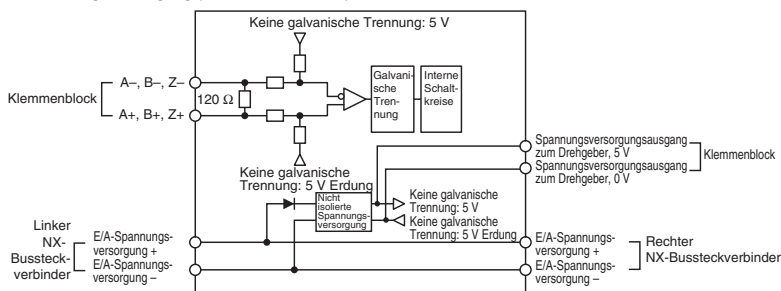 Keine galvanische Trennung: 5 V
A–, B–, Z–
Klemmenblock
120 Ω
A+, B+, Z+
Galvani-
sche
Tren-
nung
Interne
Schalt-
kreise
Keine galvanische
Trennung: 5 V Erdung
Spannungsversorgungsausgang
zum Drehgeber, 5 V
Spannungsversorgungsausgang
zum Drehgeber, 0 V
Klemmenblock
Nicht
isolierte
Spannungs-
versorgung
Keine galvanische
Trennung: 5 V
Keine galvanische
Trennung: 5 V Erdung
Linker
NX-
Bussteck-
verbinder
E/A-Spannungs-
versorgung +
E/A-Spannungs-
versorgung –
E/A-Spannungs-
versorgung +
E/A-Spannungs-
versorgung –
Rechter
NX-Bussteckverbinder